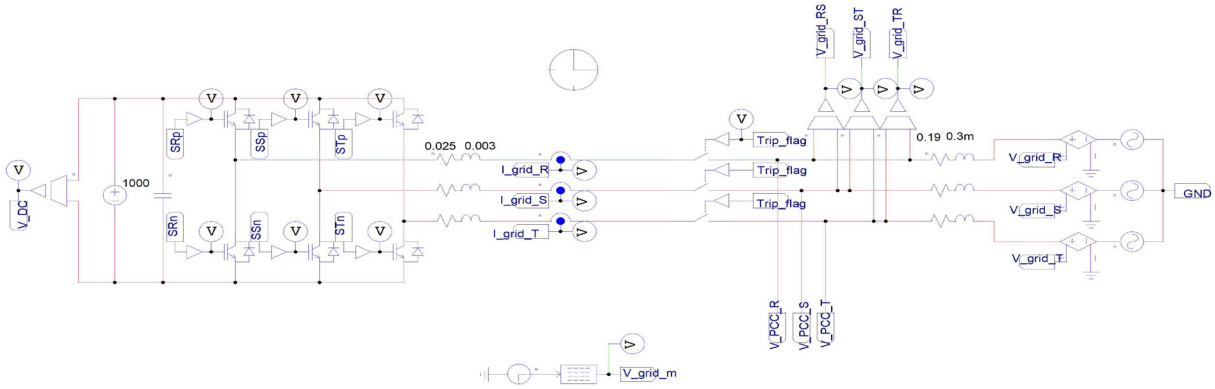 V_grid_RS
V_grid_ST
V_grid_TR
V
V
V
V
V
V
V
SRp
SSp
STp
Trip_flag
0.025
0.003
0.19
0.3m
I_grid_R
V
Trip_flag
V_grid_R
V
V_DC
1000
I_grid_S
V
Trip_flag
V_grid_S
GND
SRn
SSn
STn
V
V
V
I_grid_T
V
V_grid_T
V_PCC_R
V_PCC_S
V_PCC_T
V
V_grid_m